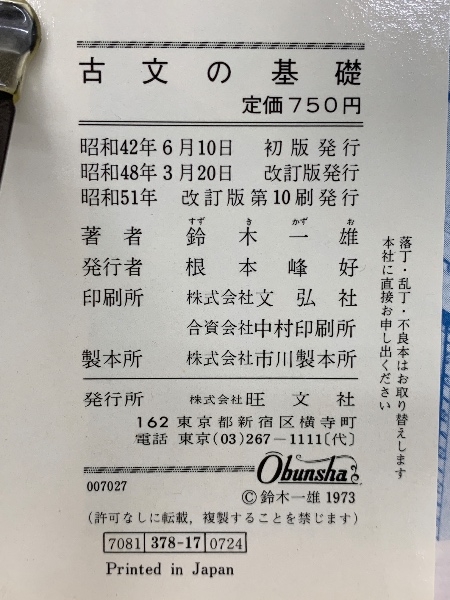 古文の基礎
定価750円
昭和42年6月10日 初版発行
昭和48年3月20日 改訂版発行
昭和51年 改訂版第10刷発行
すず き かず お
著者 鈴木一雄
発行者 根本峰好
印刷所 株式会社文弘社
合資会社中村印刷所
製本所 株式会社市川製本所
発行所 株式会社旺文社
162 東京都新宿区横寺町
電話 東京(03)267-1111〔代〕
Obunsha
007027
©鈴木一雄 1973
(許可なしに転載,複製することを禁じます)
7081 378-17 0724
Printed in Japan
落丁・乱丁・不良本はお取り替えします
本社に直接お申し出ください